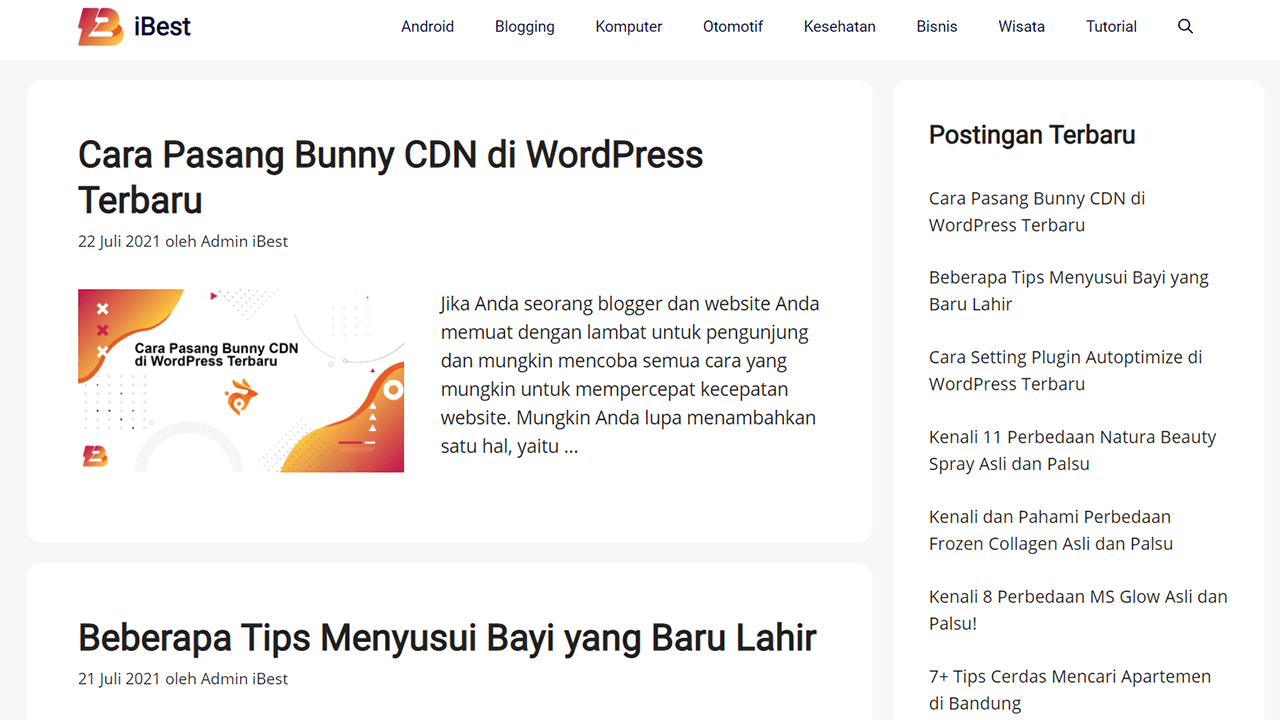 iBest
Android Blogging Komputer Otomotif Kesehatan Bisnis Wisata Tutorial
Cara Pasang Bunny CDN di WordPress
Terbaru
22 Juli 2021 oleh Admin iBest
Cara Pasang Bunny CDN
di WordPress Terbaru
Jika Anda seorang blogger dan website Anda
memuat dengan lambat untuk pengunjung
dan mungkin mencoba semua cara yang
mungkin untuk mempercepat kecepatan
website. Mungkin Anda lupa menambahkan
satu hal, yaitu ...
Beberapa Tips Menyusui Bayi yang Baru Lahir
21 Juli 2021 oleh Admin iBest
Postingan Terbaru
Cara Pasang Bunny CDN di
WordPress Terbaru
Beberapa Tips Menyusui Bayi yang
Baru Lahir
Cara Setting Plugin Autoptimize di
WordPress Terbaru
Kenali 11 Perbedaan Natura Beauty
Spray Asli dan Palsu
Kenali dan Pahami Perbedaan
Frozen Collagen Asli dan Palsu
Kenali 8 Perbedaan MS Glow Asli dan
Palsu!
7+ Tips Cerdas Mencari Apartemen
di Bandung